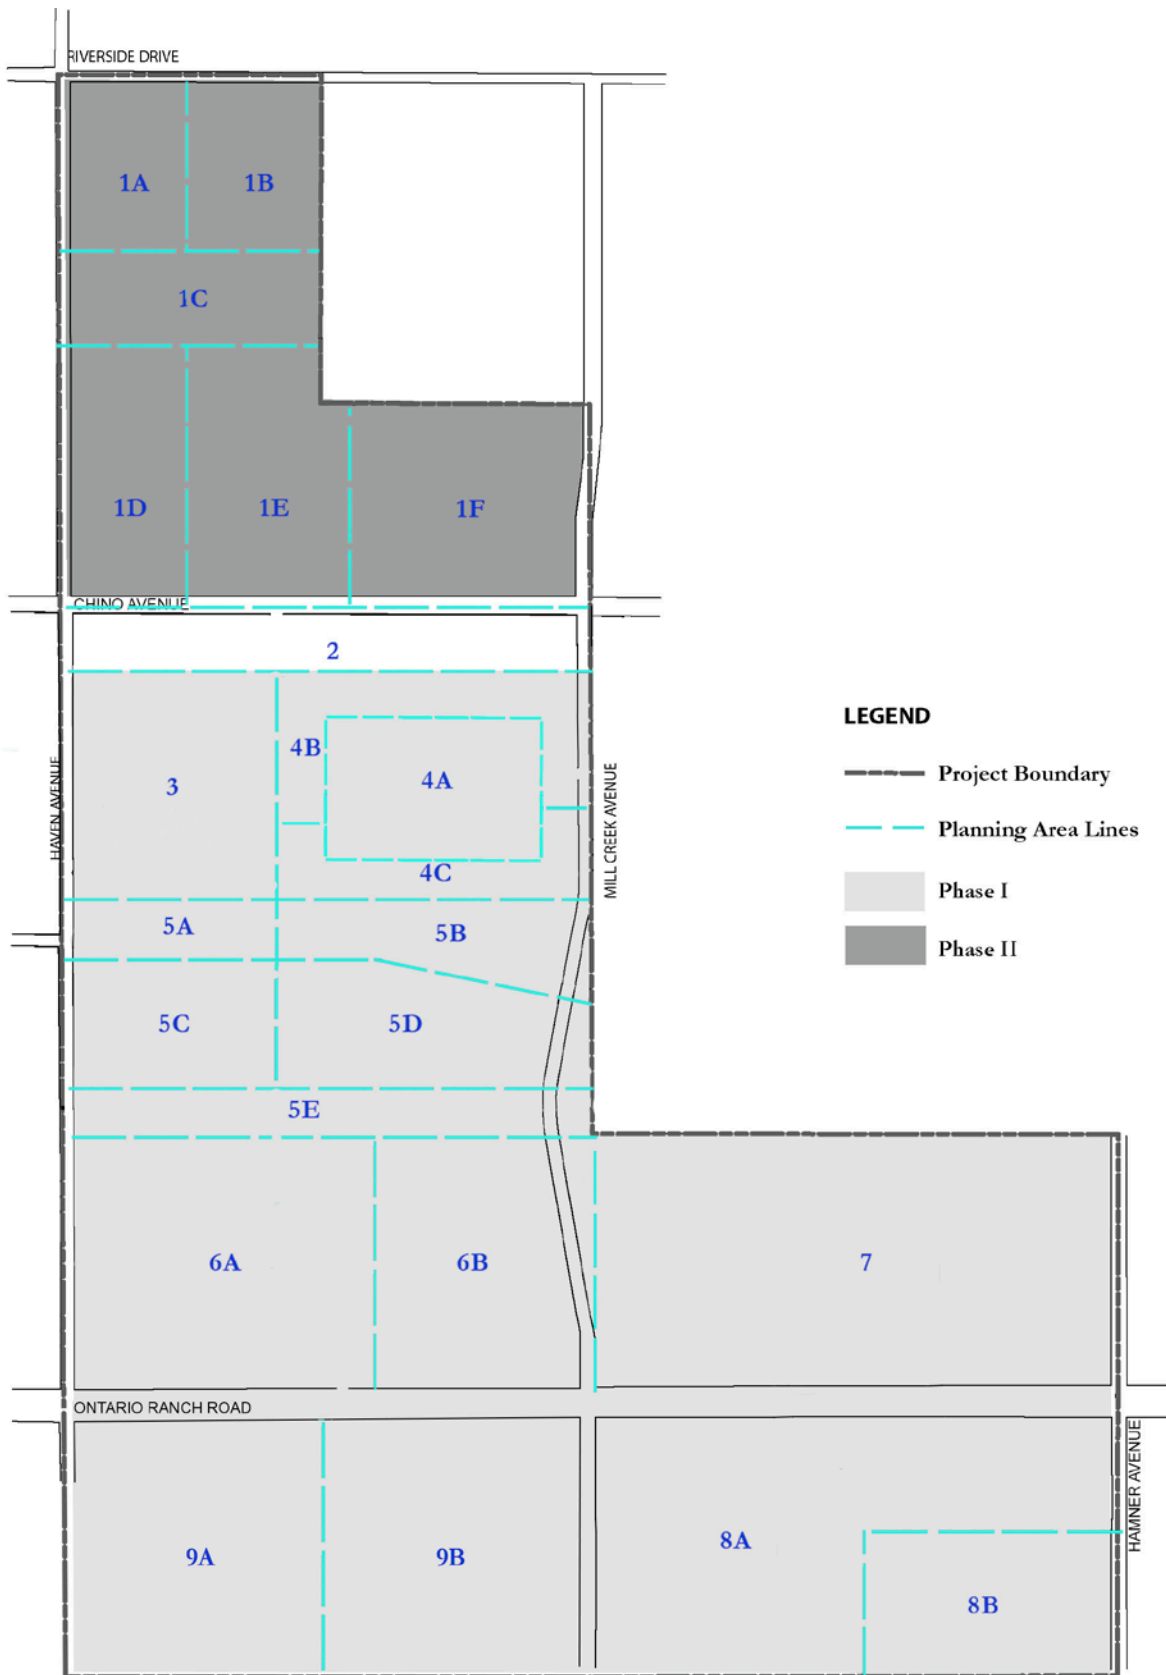 RIVERSIDE DRIVE
1A
1B
1C
1D
1E
1F
CHINO AVENUE
2
HAVEN AVENUE
3
4B
4A
4C
MILL CREEK AVENUE
LEGEND
Project Boundary
Planning Area Lines
Phase I
Phase II
5A
5B
5C
5D
5E
6A
6B
7
ONTARIO RANCH ROAD
HAMNER AVENUE
9A
9B
8A
8B